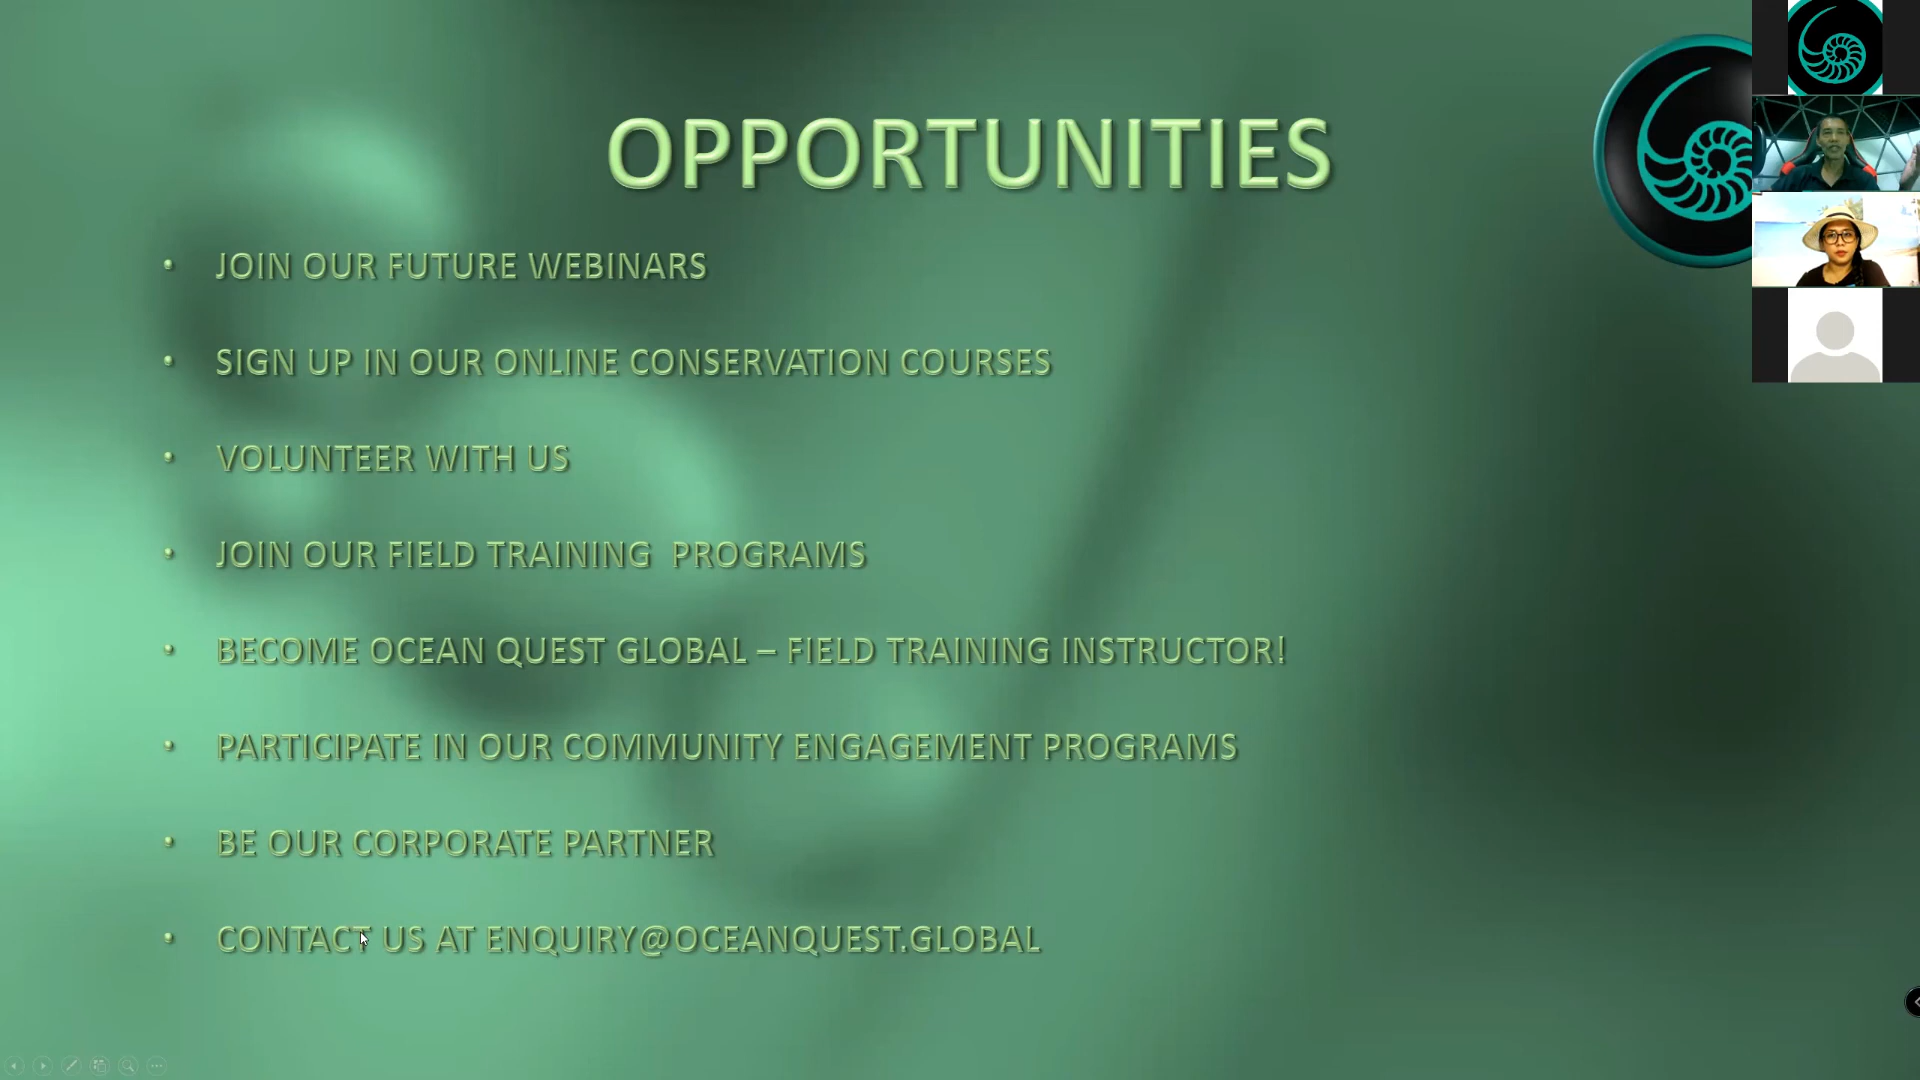 OPPORTUNITIES
• JOIN OUR FUTURE WEBINARS
• SIGN UP IN OUR ONLINE CONSERVATION COURSES
• VOLUNTEER WITH US
• JOIN OUR FIELD TRAINING  PROGRAMS
• BECOME OCEAN QUEST GLOBAL – FIELD TRAINING INSTRUCTOR!
• PARTICIPATE IN OUR COMMUNITY ENGAGEMENT PROGRAMS
• BE OUR CORPORATE PARTNER
• CONTACT US AT ENQUIRY@OCEANQUEST.GLOBAL